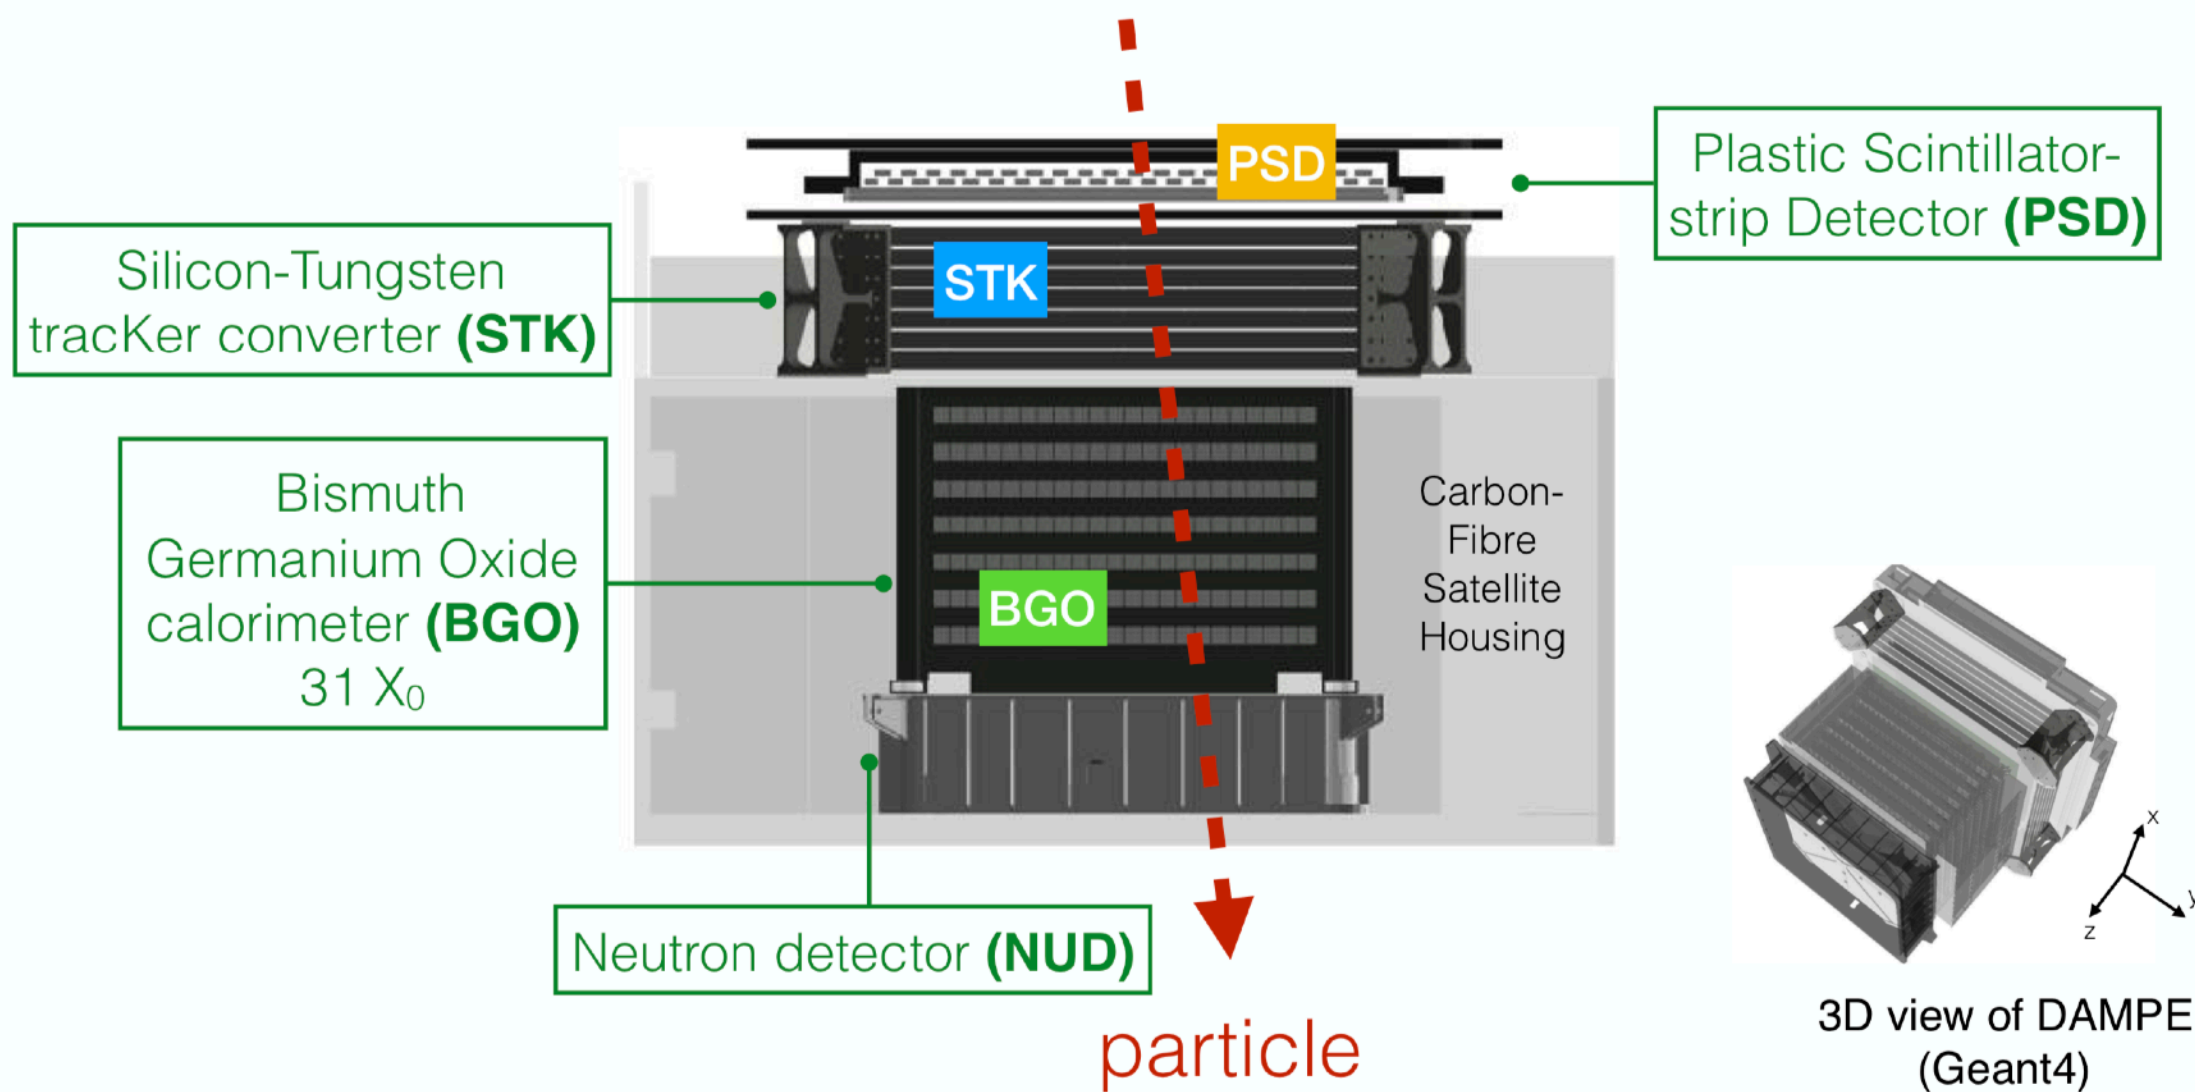 PSD
Plastic Scintillator-
strip Detector (PSD)
Silicon-Tungsten
tracKer converter (STK)
STK
Bismuth
Germanium Oxide
calorimeter (BGO)
31 X₀
BGO
Carbon-
Fibre
Satellite
Housing
Neutron detector (NUD)
particle
x
y
z
3D view of DAMPE
(Geant4)